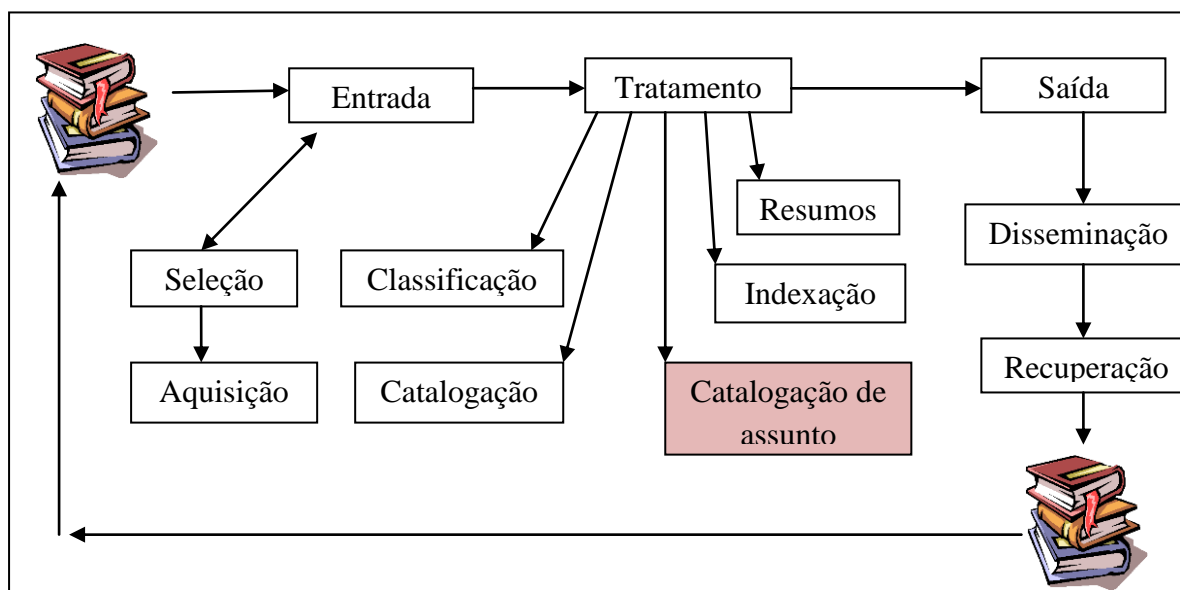 Entrada
Tratamento
Saída
Resumos
Disseminação
Seleção
Classificação
Indexação
Aquisição
Catalogação
Catalogação de
assunto
Recuperação